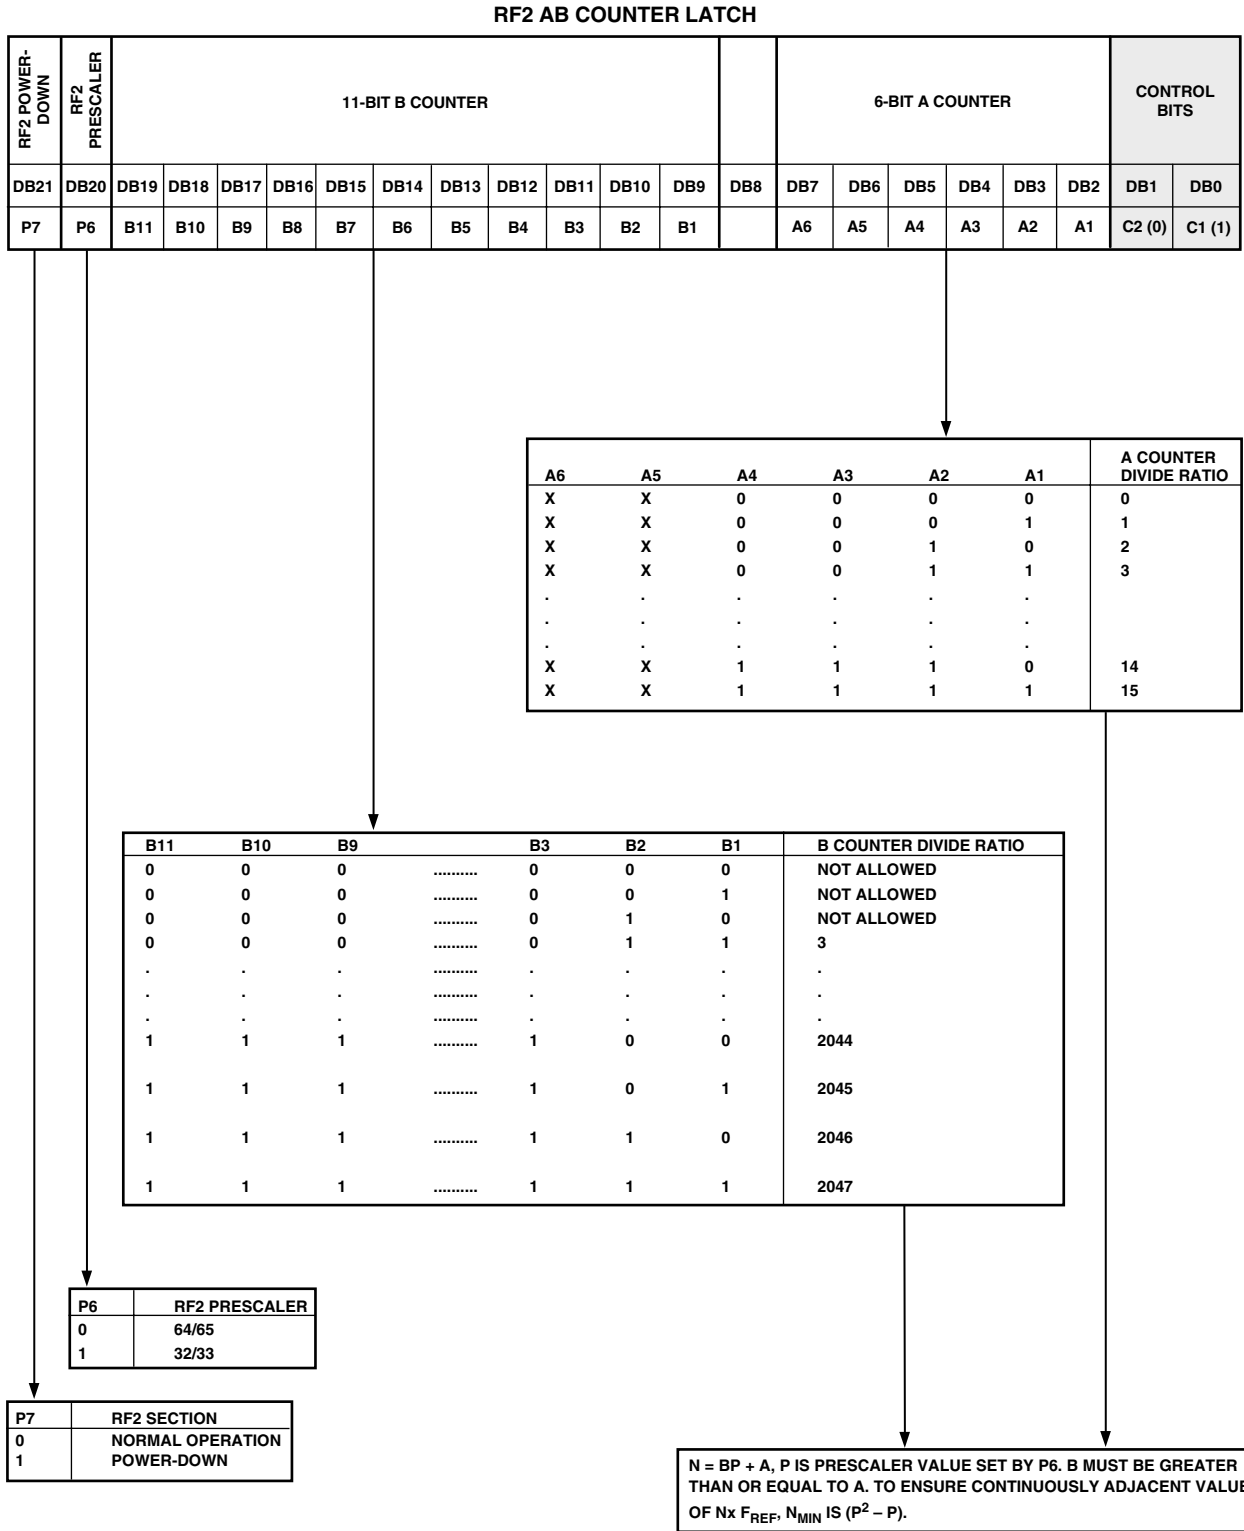 RF2 AB COUNTER LATCH
RF2 POWER-
DOWN
RF2
PRESCALER
11-BIT B COUNTER
6-BIT A COUNTER
CONTROL
BITS
DB21 DB20 DB19 DB18 DB17 DB16 DB15 DB14 DB13 DB12 DB11 DB10 DB9 DB8 DB7 DB6 DB5 DB4 DB3 DB2 DB1 DB0
P7 P6 B11 B10 B9 B8 B7 B6 B5 B4 B3 B2 B1 A6 A5 A4 A3 A2 A1 C2 (0) C1 (1)
A COUNTER
A6 A5 A4 A3 A2 A1 DIVIDE RATIO
X X 0 0 0 0 0
X X 0 0 0 1 1
X X 0 0 1 0 2
X X 0 0 1 1 3
. . . . . .
. . . . . .
. . . . . .
X X 1 1 1 0 14
X X 1 1 1 1 15
B11 B10 B9 B3 B2 B1 B COUNTER DIVIDE RATIO
0 0 0 .......... 0 0 0 NOT ALLOWED
0 0 0 .......... 0 0 1 NOT ALLOWED
0 0 0 .......... 0 1 0 NOT ALLOWED
0 0 0 .......... 0 1 1 3
. . . .......... . . . .
. . . .......... . . . .
. . . .......... . . . .
1 1 1 .......... 1 0 0 2044
1 1 1 .......... 1 0 1 2045
1 1 1 .......... 1 1 0 2046
1 1 1 .......... 1 1 1 2047
P6 RF2 PRESCALER
0 64/65
1 32/33
P7 RF2 SECTION
0 NORMAL OPERATION
1 POWER-DOWN
N = BP + A, P IS PRESCALER VALUE SET BY P6. B MUST BE GREATER
THAN OR EQUAL TO A. TO ENSURE CONTINUOUSLY ADJACENT VALUE
OF Nx F_REF, N_MIN IS (P² – P).